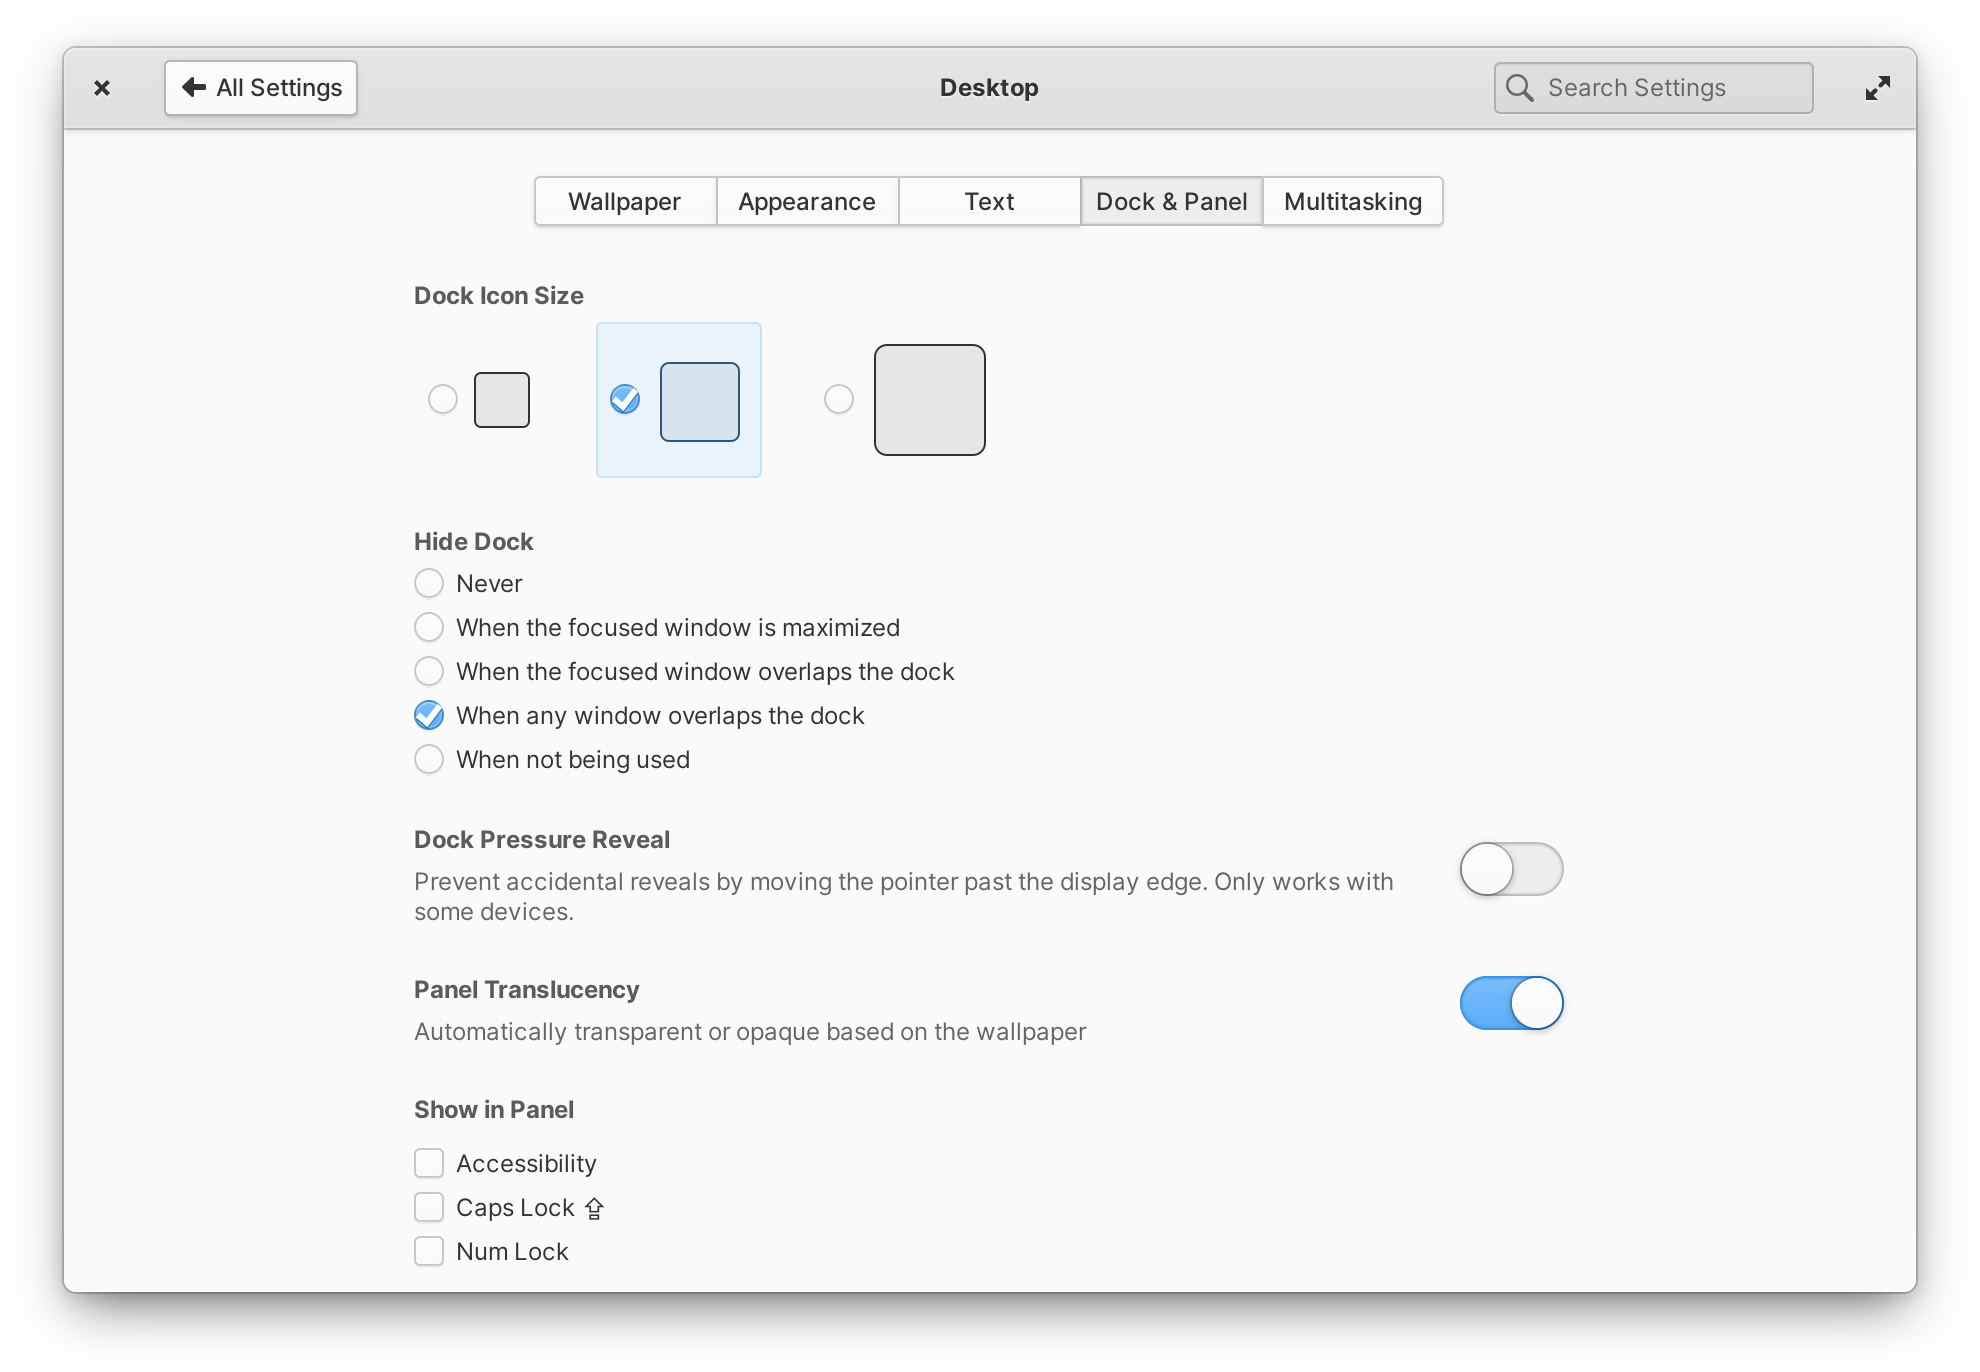 All Settings
Desktop
Search Settings
Wallpaper
Appearance
Text
Dock & Panel
Multitasking
Dock Icon Size
Hide Dock
Never
When the focused window is maximized
When the focused window overlaps the dock
When any window overlaps the dock
When not being used
Dock Pressure Reveal
Prevent accidental reveals by moving the pointer past the display edge. Only works with
some devices.
Panel Translucency
Automatically transparent or opaque based on the wallpaper
Show in Panel
Accessibility
Caps Lock ⇪
Num Lock